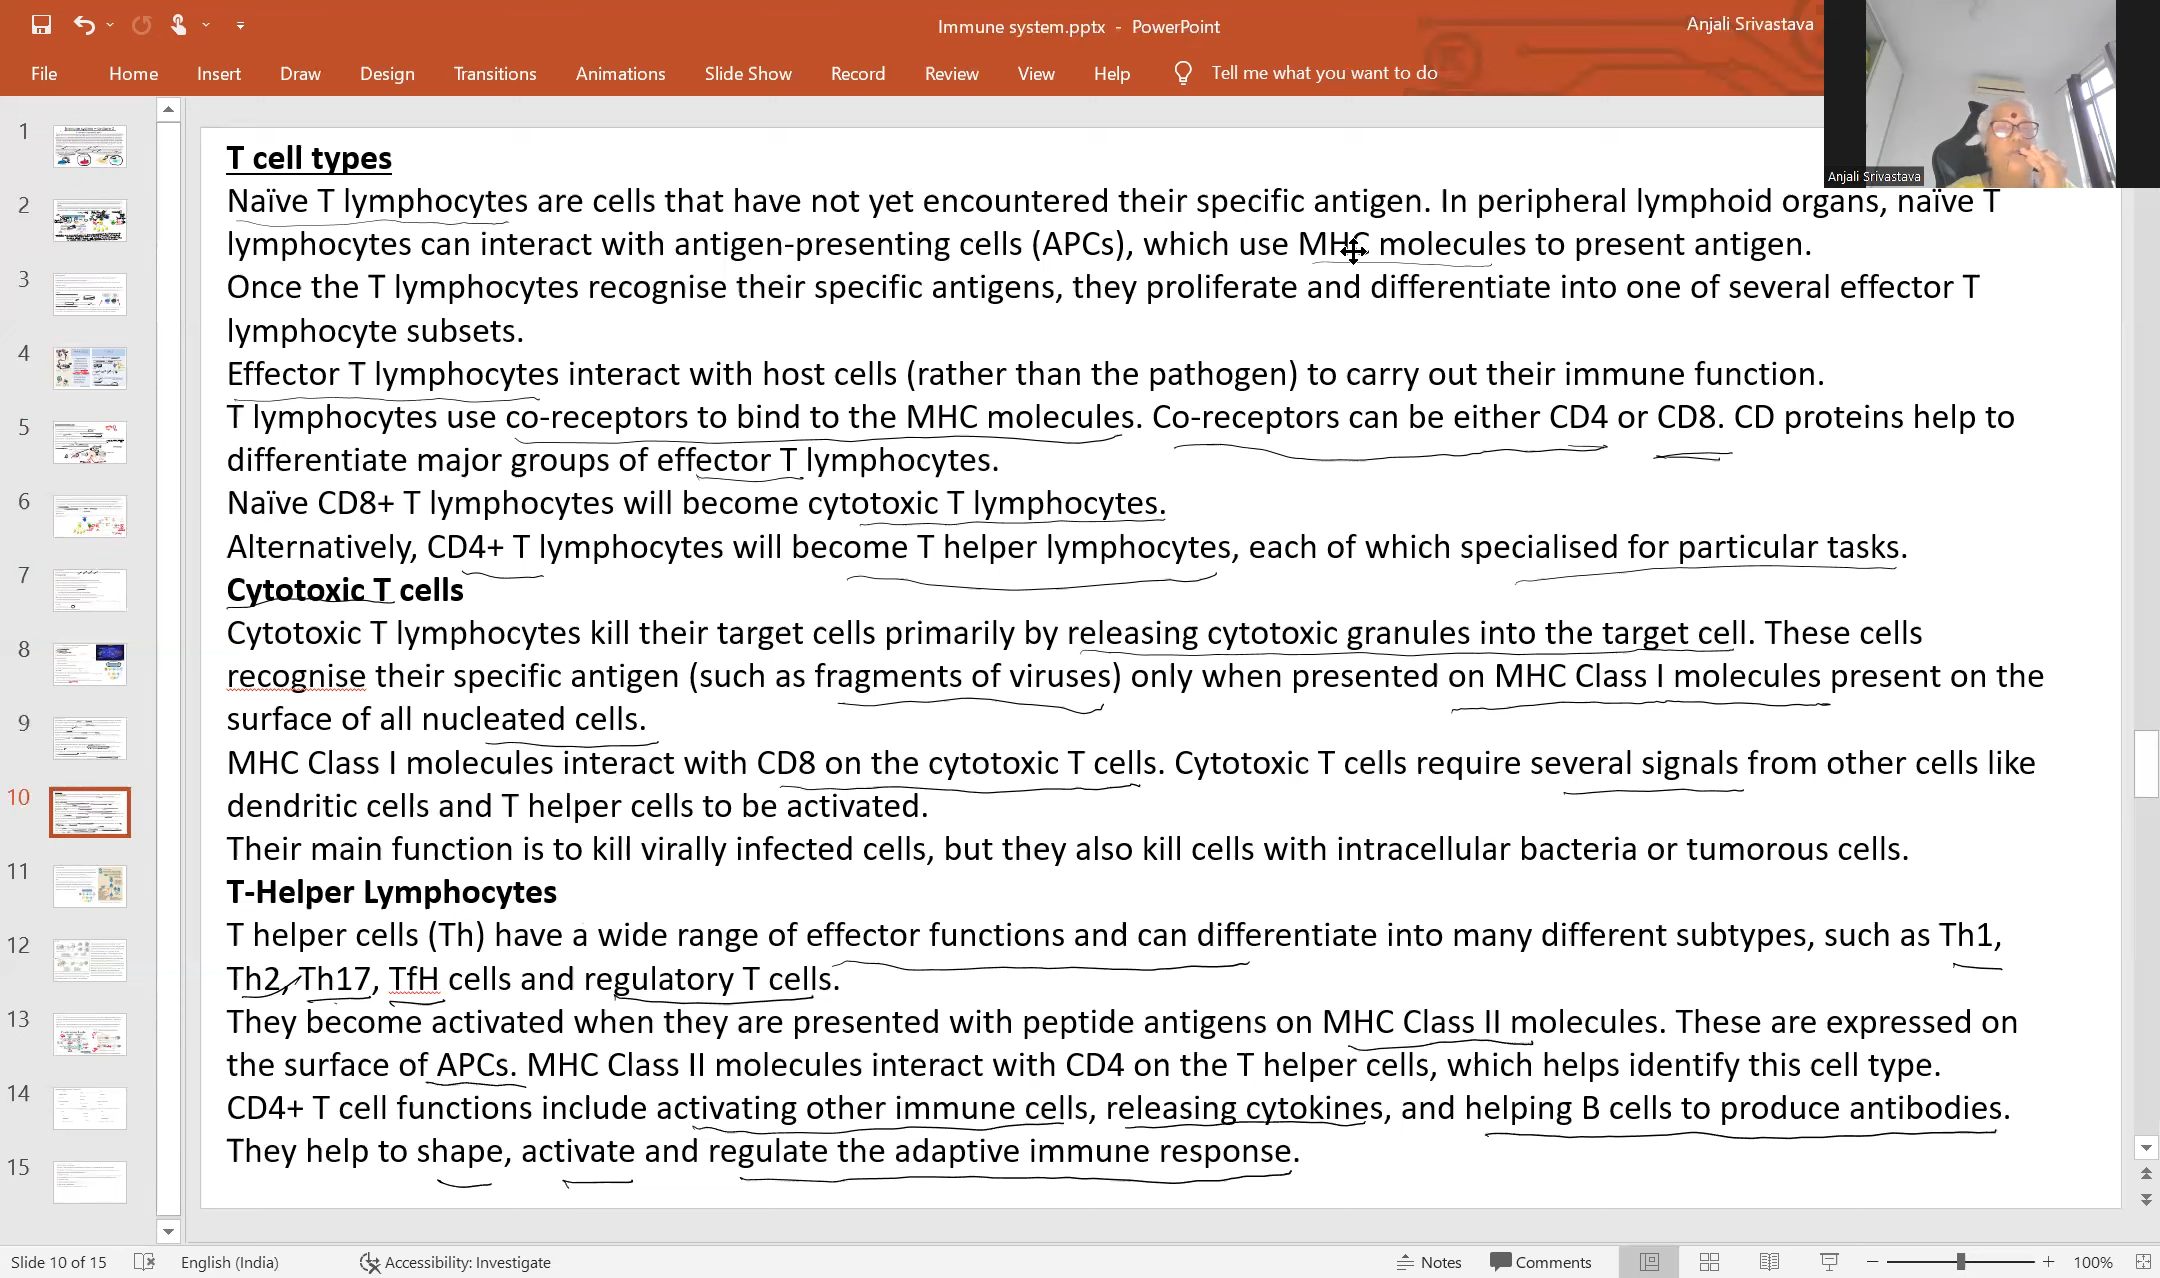 Immune system.pptx - PowerPoint
Anjali Srivastava
File Home Insert Draw Design Transitions Animations Slide Show Record Review View Help Tell me what you want to do
Anjali Srivastava
1
2
3
4
5
6
7
8
9
10
11
12
13
14
15
T cell types
Naïve T lymphocytes are cells that have not yet encountered their specific antigen. In peripheral lymphoid organs, naïve T
lymphocytes can interact with antigen-presenting cells (APCs), which use MHC molecules to present antigen.
Once the T lymphocytes recognise their specific antigens, they proliferate and differentiate into one of several effector T
lymphocyte subsets.
Effector T lymphocytes interact with host cells (rather than the pathogen) to carry out their immune function.
T lymphocytes use co-receptors to bind to the MHC molecules. Co-receptors can be either CD4 or CD8. CD proteins help to
differentiate major groups of effector T lymphocytes.
Naïve CD8+ T lymphocytes will become cytotoxic T lymphocytes.
Alternatively, CD4+ T lymphocytes will become T helper lymphocytes, each of which specialised for particular tasks.
Cytotoxic T cells
Cytotoxic T lymphocytes kill their target cells primarily by releasing cytotoxic granules into the target cell. These cells
recognise their specific antigen (such as fragments of viruses) only when presented on MHC Class I molecules present on the
surface of all nucleated cells.
MHC Class I molecules interact with CD8 on the cytotoxic T cells. Cytotoxic T cells require several signals from other cells like
dendritic cells and T helper cells to be activated.
Their main function is to kill virally infected cells, but they also kill cells with intracellular bacteria or tumorous cells.
T-Helper Lymphocytes
T helper cells (Th) have a wide range of effector functions and can differentiate into many different subtypes, such as Th1,
Th2, Th17, TfH cells and regulatory T cells.
They become activated when they are presented with peptide antigens on MHC Class II molecules. These are expressed on
the surface of APCs. MHC Class II molecules interact with CD4 on the T helper cells, which helps identify this cell type.
CD4+ T cell functions include activating other immune cells, releasing cytokines, and helping B cells to produce antibodies.
They help to shape, activate and regulate the adaptive immune response.
Slide 10 of 15 English (India) Accessibility: Investigate Notes Comments 100%